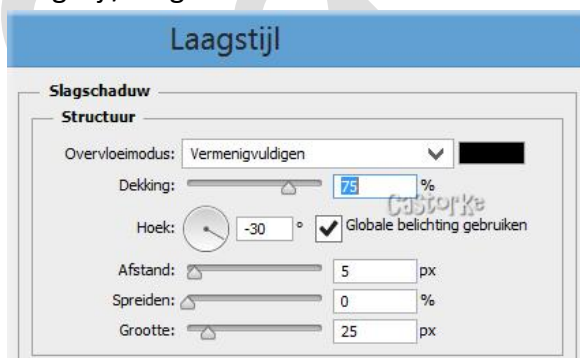 Laagstijl
Slagschaduw
Structuur
Overvloeimodus: Vermenigvuldigen
Dekking: 75 %
Castorke
Hoek: -30 ° Globale belichting gebruiken
Afstand: 5 px
Spreiden: 0 %
Grootte: 25 px